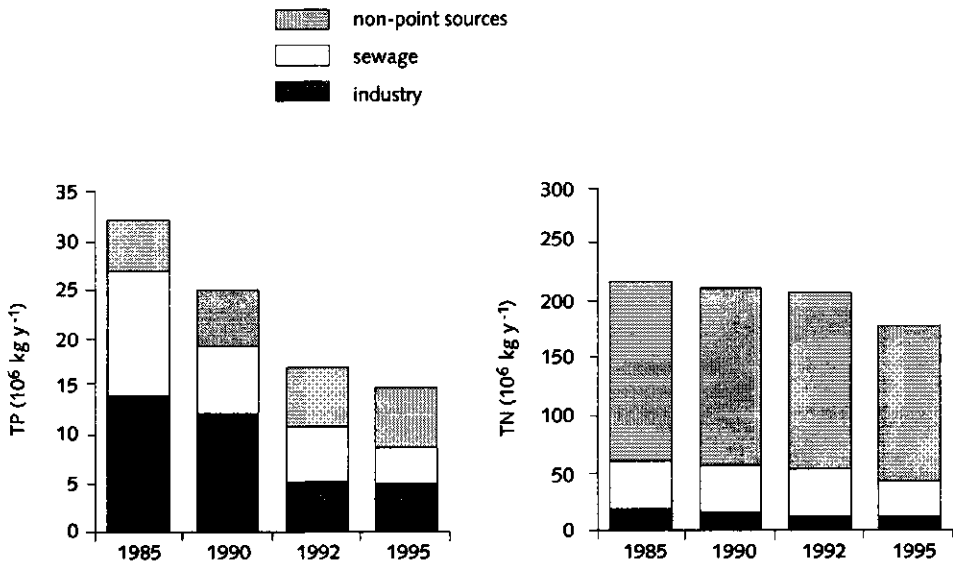 non-point sources
sewage
industry
35
30
25
20
15
10
5
0
TP (10⁶ kg y⁻¹)
1985 1990 1992 1995
300
250
200
150
100
50
0
TN (10⁶ kg y⁻¹)
1985 1990 1992 1995